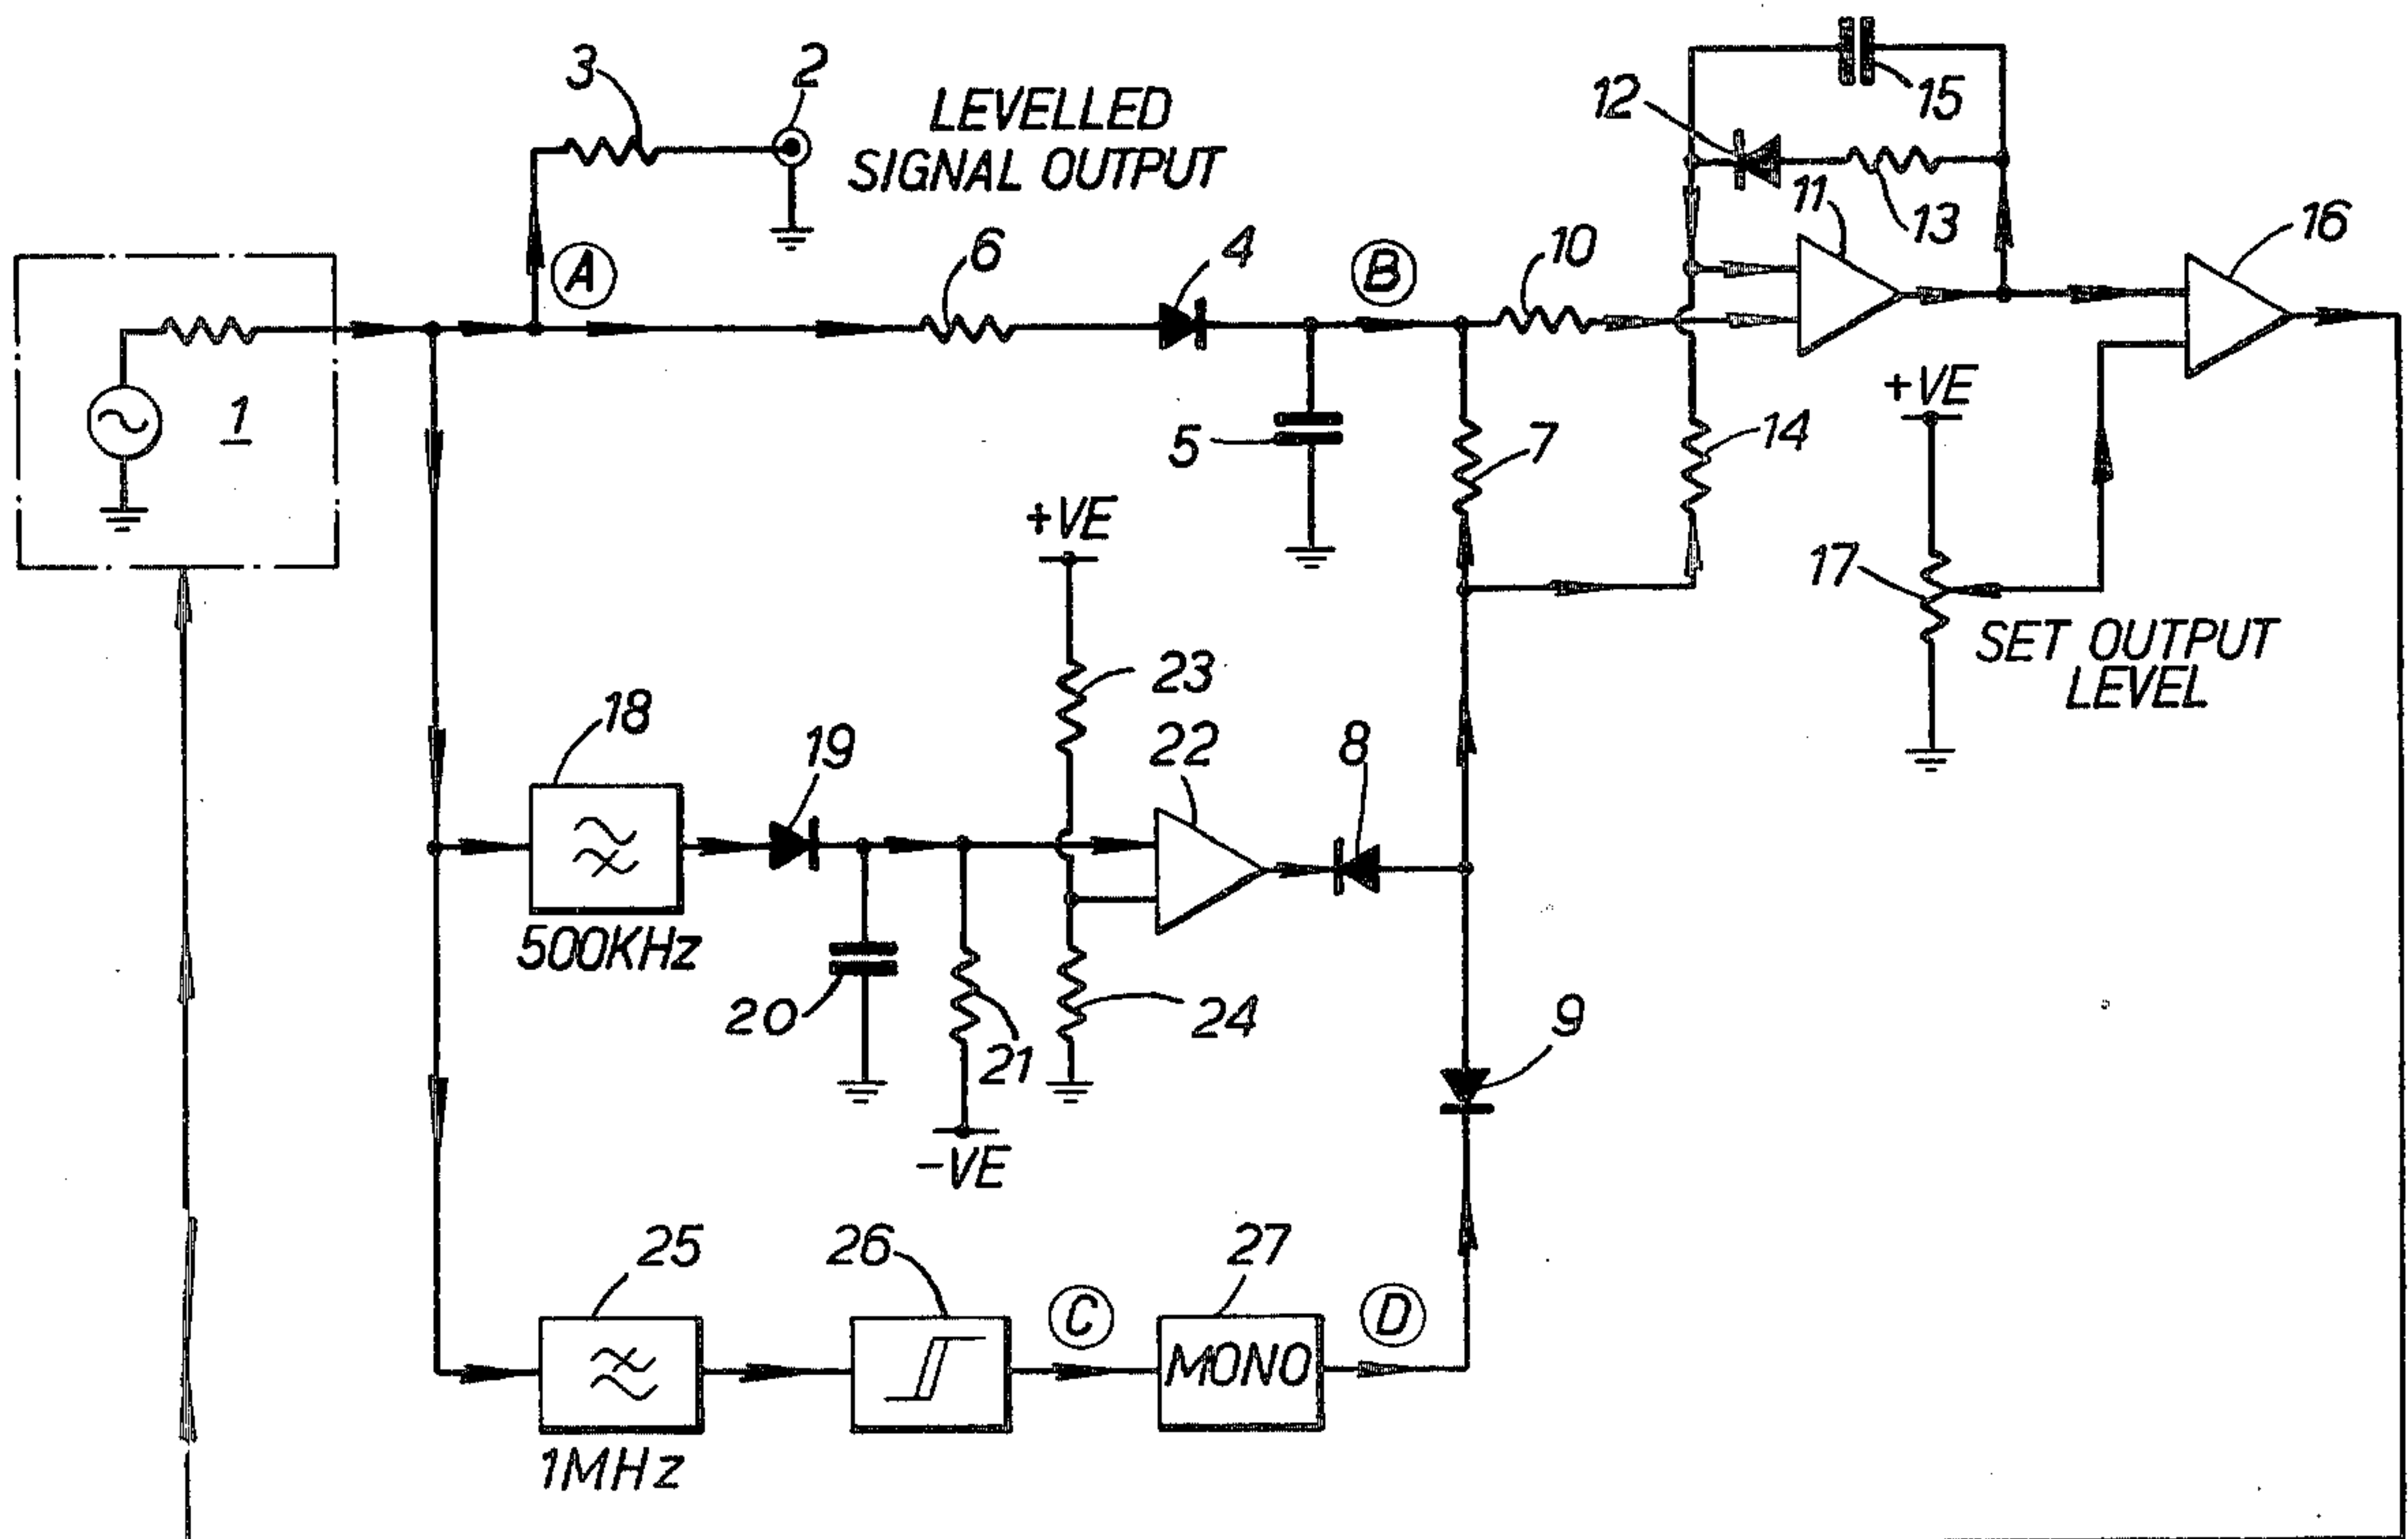 3
2
LEVELLED
SIGNAL OUTPUT
12
15
11
13
16
A
6
4
B
10
1
5
7
14
+VE
+VE
17
SET OUTPUT
LEVEL
23
18
19
22
8
500KHz
20
21
24
9
-VE
25
26
C
27
D
MONO
1MHz